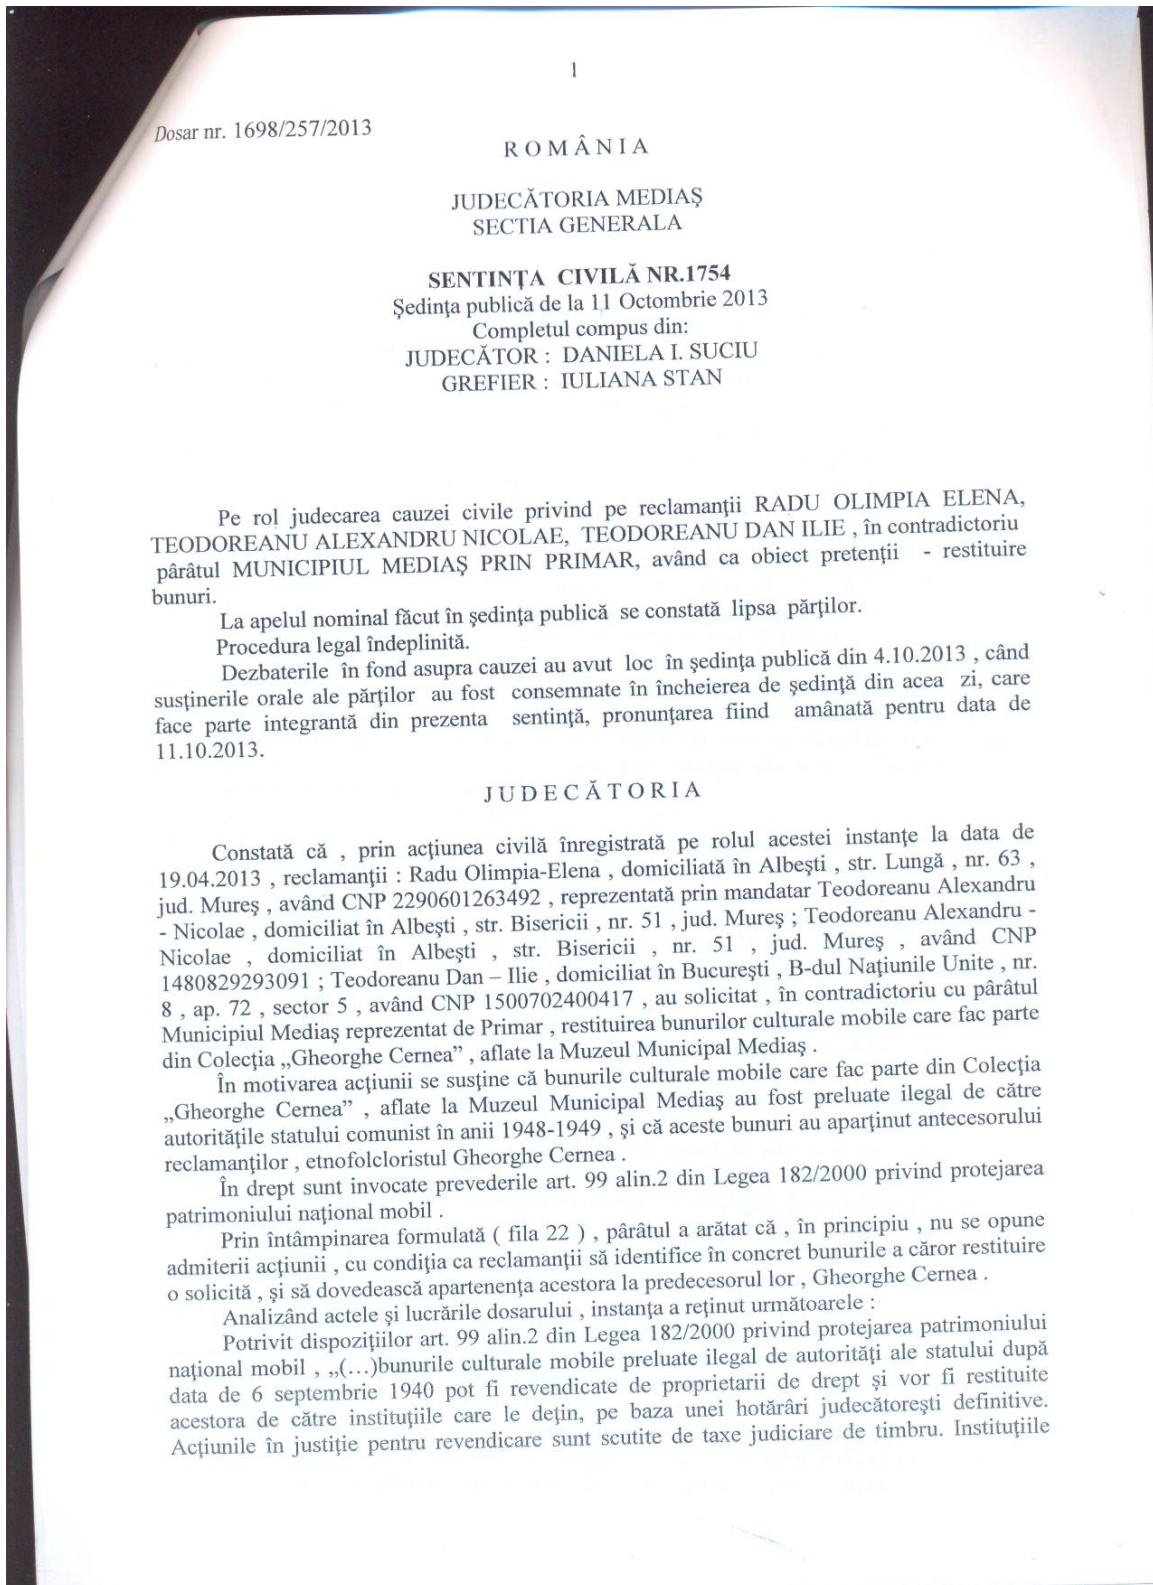 1
Dosar nr. 1698/257/2013
R O M Â N I A
JUDECĂTORIA MEDIAŞ
SECTIA GENERALA
SENTINŢA CIVILĂ NR.1754
Şedinţa publică de la 11 Octombrie 2013
Completul compus din:
JUDECĂTOR : DANIELA I. SUCIU
GREFIER : IULIANA STAN
Pe rol judecarea cauzei civile privind pe reclamanţii RADU OLIMPIA ELENA,
TEODOREANU ALEXANDRU NICOLAE, TEODOREANU DAN ILIE , în contradictoriu
pârâtul MUNICIPIUL MEDIAŞ PRIN PRIMAR, având ca obiect pretenţii - restituire
bunuri.
La apelul nominal făcut în şedinţa publică se constată lipsa părţilor.
Procedura legal îndeplinită.
Dezbaterile în fond asupra cauzei au avut loc în şedinţa publică din 4.10.2013 , când
susţinerile orale ale părţilor au fost consemnate în încheierea de şedinţă din acea zi, care
face parte integrantă din prezenta sentinţă, pronunţarea fiind amânată pentru data de
11.10.2013.
J U D E C Ă T O R I A
Constată că , prin acţiunea civilă înregistrată pe rolul acestei instanţe la data de
19.04.2013 , reclamanţii : Radu Olimpia-Elena , domiciliată în Albeşti , str. Lungă , nr. 63 ,
jud. Mureş , având CNP 2290601263492 , reprezentată prin mandatar Teodoreanu Alexandru
- Nicolae , domiciliat în Albeşti , str. Bisericii , nr. 51 , jud. Mureş ; Teodoreanu Alexandru -
Nicolae , domiciliat în Albeşti , str. Bisericii , nr. 51 , jud. Mureş , având CNP
1480829293091 ; Teodoreanu Dan – Ilie , domiciliat în Bucureşti , B-dul Naţiunile Unite , nr.
8 , ap. 72 , sector 5 , având CNP 1500702400417 , au solicitat , în contradictoriu cu pârâtul
Municipiul Mediaş reprezentat de Primar , restituirea bunurilor culturale mobile care fac parte
din Colecţia „Gheorghe Cernea” , aflate la Muzeul Municipal Mediaş .
În motivarea acţiunii se susţine că bunurile culturale mobile care fac parte din Colecţia
„Gheorghe Cernea” , aflate la Muzeul Municipal Mediaş au fost preluate ilegal de către
autorităţile statului comunist în anii 1948-1949 , şi că aceste bunuri au aparţinut antecesorului
reclamanţilor , etnofolcloristul Gheorghe Cernea .
În drept sunt invocate prevederile art. 99 alin.2 din Legea 182/2000 privind protejarea
patrimoniului naţional mobil .
Prin întâmpinarea formulată ( fila 22 ) , pârâtul a arătat că , în principiu , nu se opune
admiterii acţiunii , cu condiţia ca reclamanţii să identifice în concret bunurile a căror restituire
o solicită , şi să dovedească apartenenţa acestora la predecesorul lor , Gheorghe Cernea .
Analizând actele şi lucrările dosarului , instanţa a reţinut următoarele :
Potrivit dispoziţiilor art. 99 alin.2 din Legea 182/2000 privind protejarea patrimoniului
naţional mobil , „(…)bunurile culturale mobile preluate ilegal de autorităţi ale statului după
data de 6 septembrie 1940 pot fi revendicate de proprietarii de drept şi vor fi restituite
acestora de către instituţiile care le deţin, pe baza unei hotărâri judecătoreşti definitive.
Acţiunile în justiţie pentru revendicare sunt scutite de taxe judiciare de timbru. Instituţiile